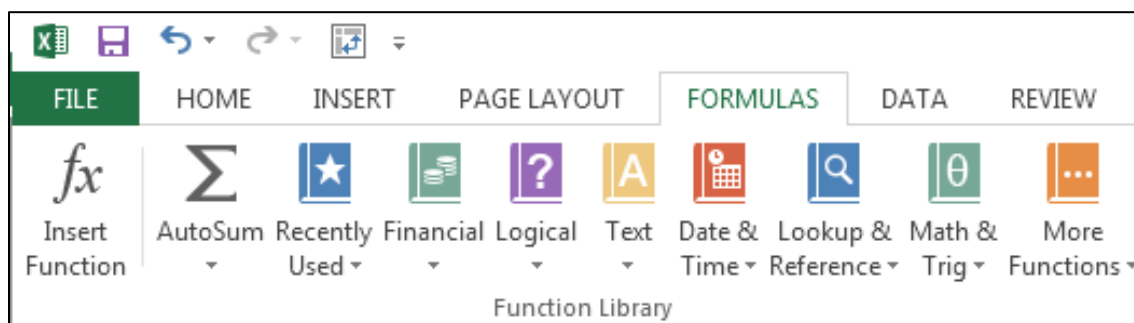 FILE HOME INSERT PAGE LAYOUT FORMULAS DATA REVIEW
fx
Insert AutoSum Recently Financial Logical Text Date & Lookup & Math & More
Function Used Time Reference Trig Functions
Function Library